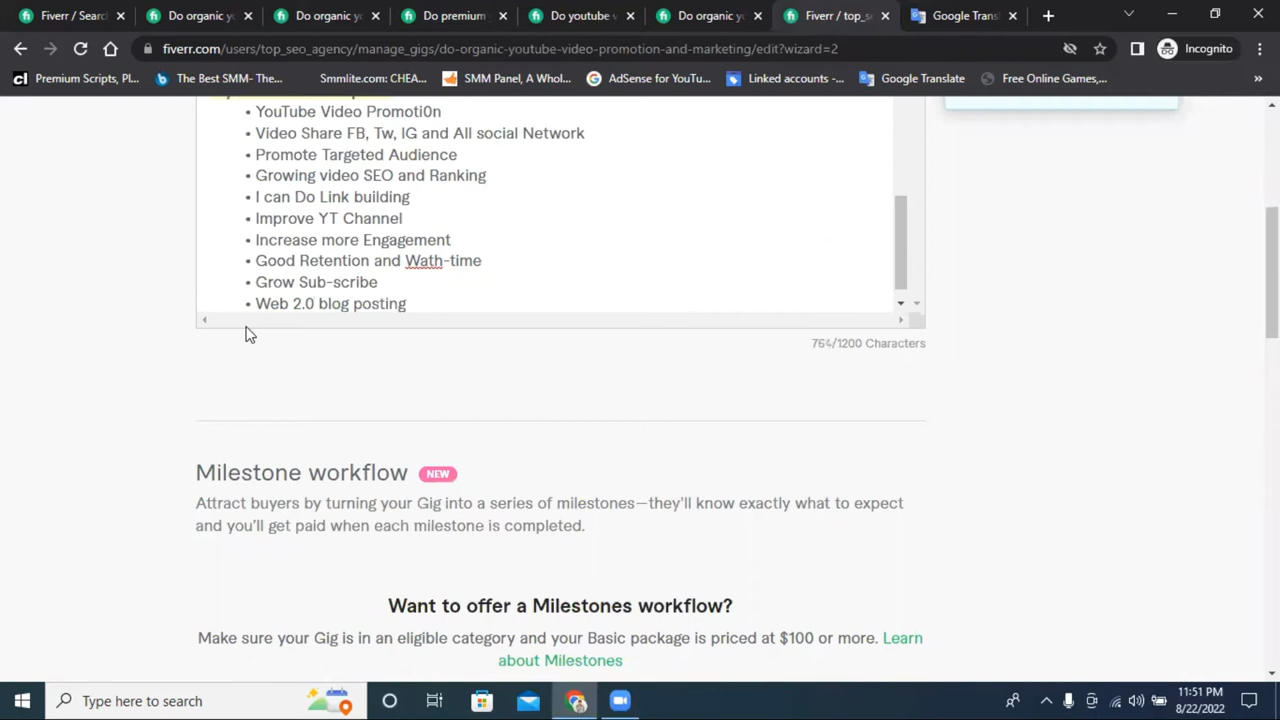 Fiverr / Sear
Do organic y
Do organic y
Do premium
Do youtube v
Do organic y
Fiverr / top_s
Google Trans
fiverr.com/users/top_seo_agency/manage_gigs/do-organic-youtube-video-promotion-and-marketing/edit?wizard=2
Incognito
Premium Scripts, Pl...
The Best SMM- The...
Smmlite.com: CHEA...
SMM Panel, A Whol...
AdSense for YouTu...
Linked accounts -...
Google Translate
Free Online Games,...
»
• YouTube Video Promoti0n
• Video Share FB, Tw, IG and All social Network
• Promote Targeted Audience
• Growing video SEO and Ranking
• I can Do Link building
• Improve YT Channel
• Increase more Engagement
• Good Retention and Wath-time
• Grow Sub-scribe
• Web 2.0 blog posting
764/1200 Characters
Milestone workflow NEW
Attract buyers by turning your Gig into a series of milestones—they'll know exactly what to expect
and you'll get paid when each milestone is completed.
Want to offer a Milestones workflow?
Make sure your Gig is in an eligible category and your Basic package is priced at $100 or more. Learn
about Milestones
Type here to search
11:51 PM
8/22/2022